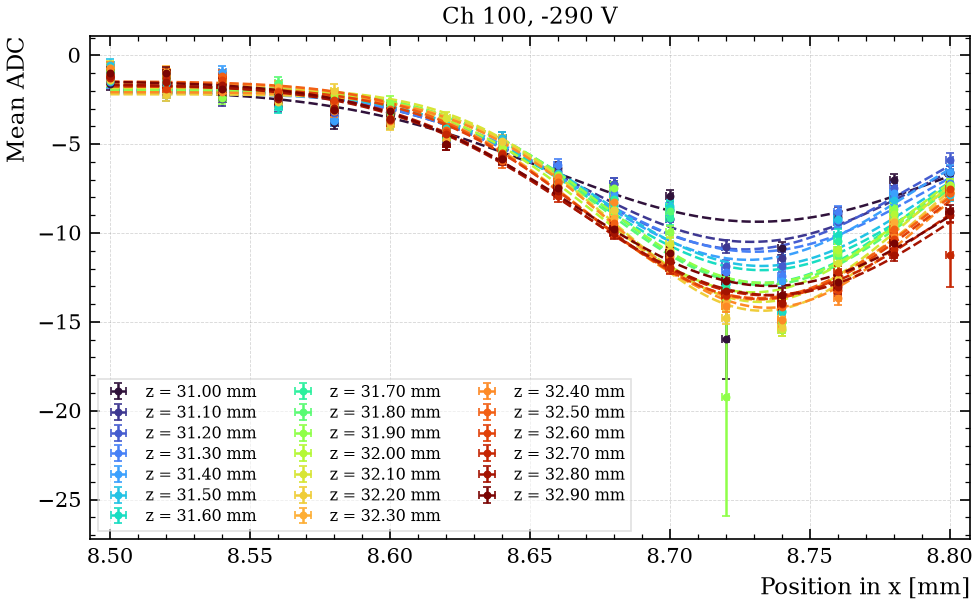 Ch 100, -290 V
Mean ADC
0
−5
−10
−15
−20
−25
z = 31.00 mm
z = 31.10 mm
z = 31.20 mm
z = 31.30 mm
z = 31.40 mm
z = 31.50 mm
z = 31.60 mm
z = 31.70 mm
z = 31.80 mm
z = 31.90 mm
z = 32.00 mm
z = 32.10 mm
z = 32.20 mm
z = 32.30 mm
z = 32.40 mm
z = 32.50 mm
z = 32.60 mm
z = 32.70 mm
z = 32.80 mm
z = 32.90 mm
8.50 8.55 8.60 8.65 8.70 8.75 8.80
Position in x [mm]